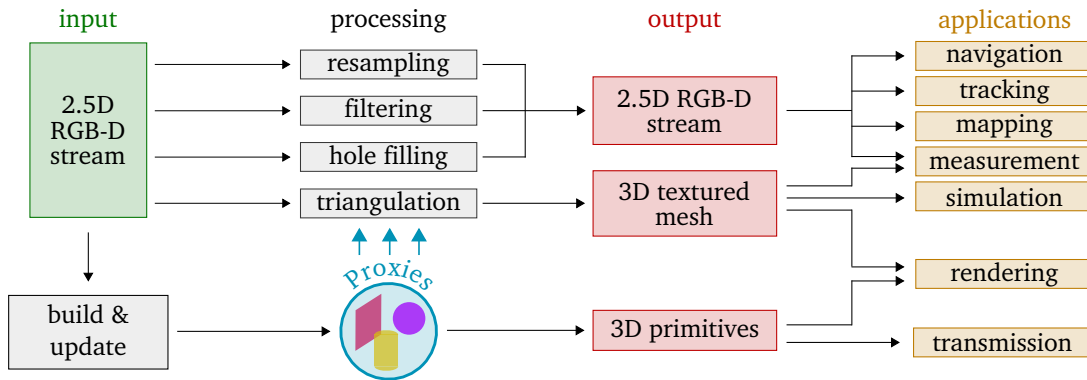 input
processing
output
applications
2.5D
RGB-D
stream
resampling
filtering
hole filling
triangulation
2.5D RGB-D
stream
3D textured
mesh
navigation
tracking
mapping
measurement
simulation
rendering
transmission
build &
update
Proxies
3D primitives